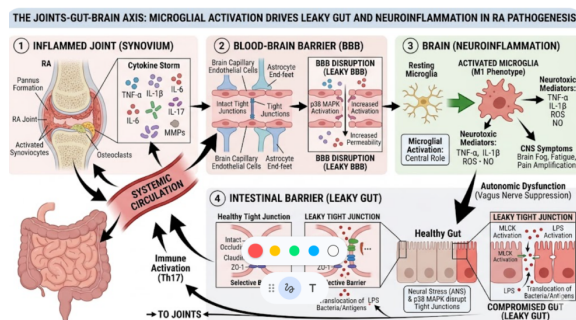 THE JOINTS-GUT-BRAIN AXIS: MICROGLIAL ACTIVATION DRIVES LEAKY GUT AND NEUROINFLAMMATION IN RA PATHOGENESIS
1 INFLAMED JOINT (SYNOVIUM)
RA
Pannus
Formation
RA Joint
Activated
Synoviocytes
Osteoclasts
Cytokine Storm
TNF-α
IL-1β
IL-6
IL-6
IL-17
MMPs
SYSTEMIC
CIRCULATION
2 BLOOD-BRAIN BARRIER (BBB)
Brain Capillary
Endothelial Cells
Astrocyte
End-feet
Intact Tight
Junctions
Tight
Junctions
Brain Capillary
Endothelial Cells
Astrocyte
End-feet
BBB DISRUPTION
(LEAKY BBB)
p38 MAPK
Activation
Increased
Activation
Increased
Permeability
BBB DISRUPTION
(LEAKY BBB)
3 BRAIN (NEUROINFLAMMATION)
Resting
Microglia
ACTIVATED MICROGLIA
(M1 Phenotype)
Neurotoxic
Mediators:
TNF-α, IL-1β
ROS
NO
Microglial
Activation:
Central Role
Neurotoxic
Mediators:
TNF-α, IL-1β
ROS • NO
CNS Symptoms
Brain Fog, Fatigue,
Pain Amplification
Autonomic Dysfunction
(Vagus Nerve Suppression)
4 INTESTINAL BARRIER (LEAKY GUT)
Healthy Tight Junction
Intact
ZO-1
Selective Barrier
LEAKY TIGHT JUNCTION
...
T
LPS
Translocation of
Bacteria/Antigens
Healthy Gut
Neural Stress (ANS)
& p38 MAPK disrupt
Tight Junctions
LEAKY TIGHT JUNCTION
MLCK
Activation
LPS
Activation
MLCK
Activation
LPS
Translocation of
Bacteria/Antigens
COMPROMISED GUT
(LEAKY GUT)
Immune
Activation
(Th17)
TO JOINTS